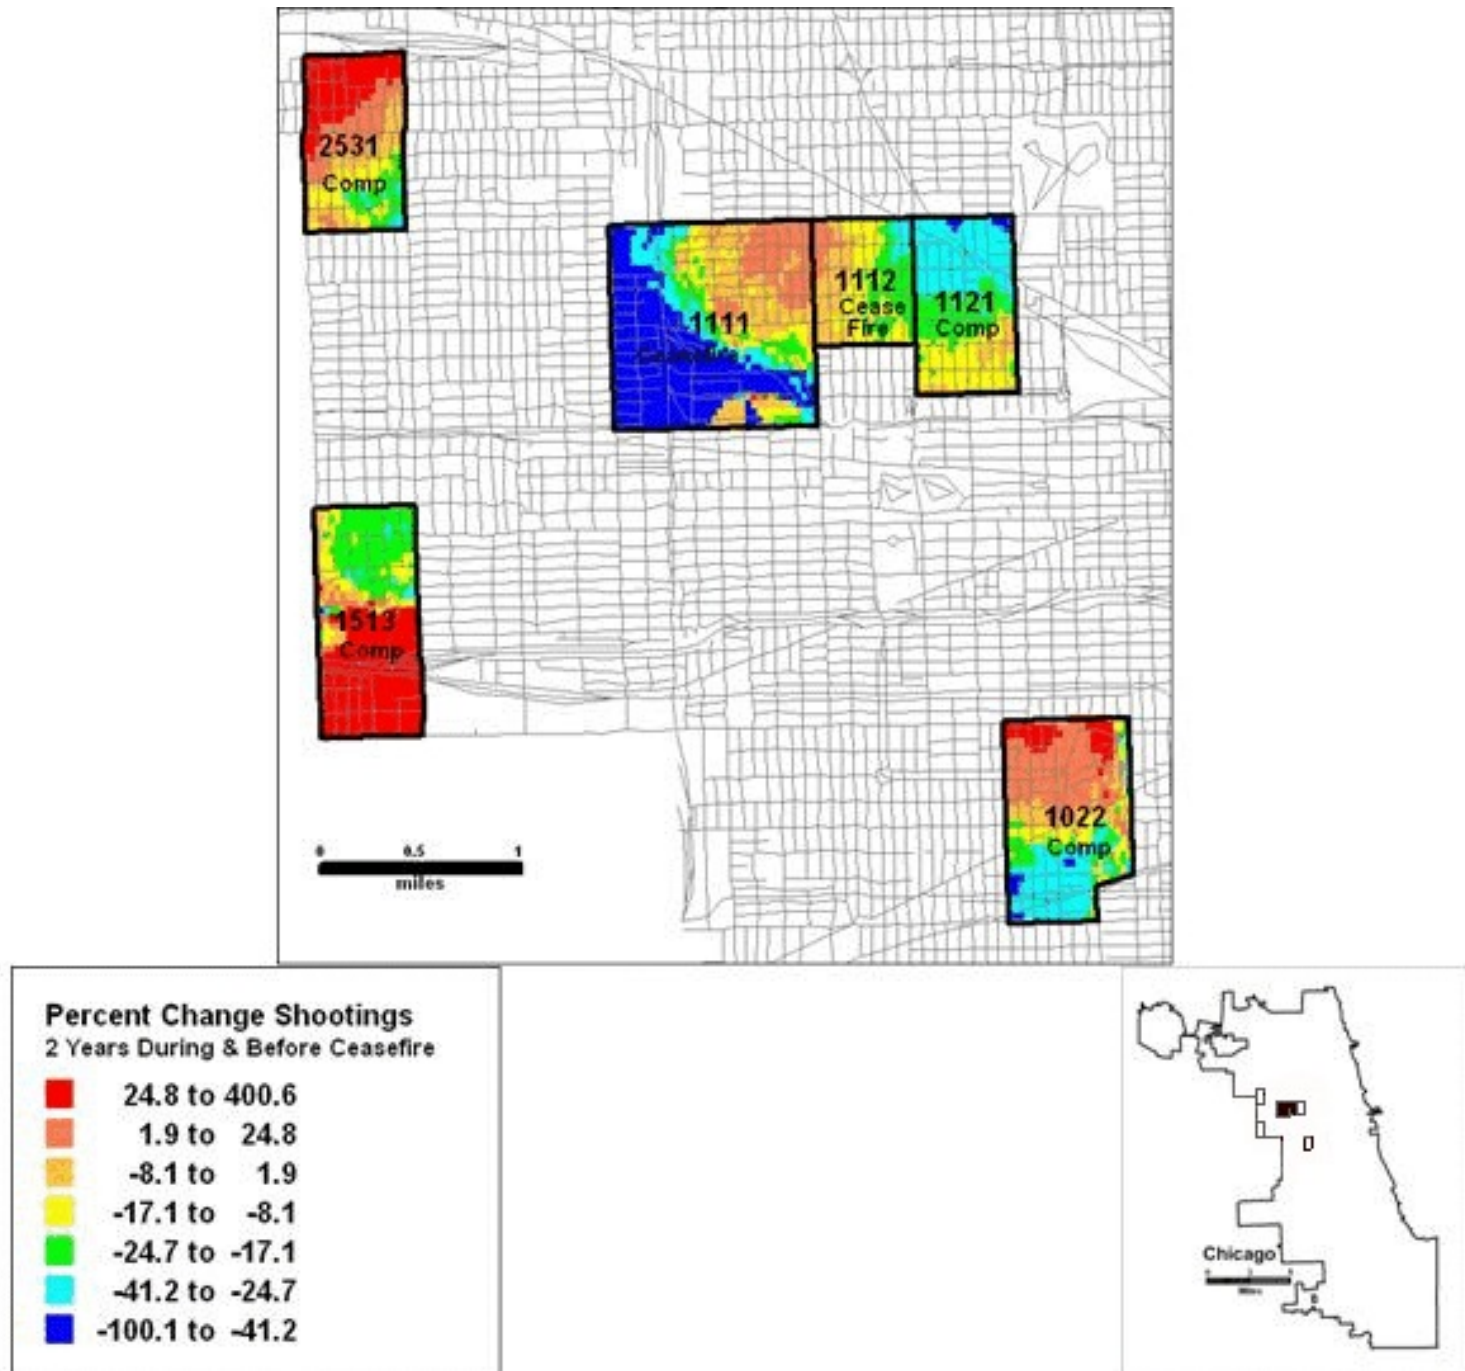 2531
Comp
1111
CeaseFire
1112
Cease
Fire
1121
Comp
1513
Comp
1022
Comp
0 0.5 1
miles
Percent Change Shootings
2 Years During & Before Ceasefire
24.8 to 400.6
1.9 to 24.8
-8.1 to 1.9
-17.1 to -8.1
-24.7 to -17.1
-41.2 to -24.7
-100.1 to -41.2
Chicago
Miles